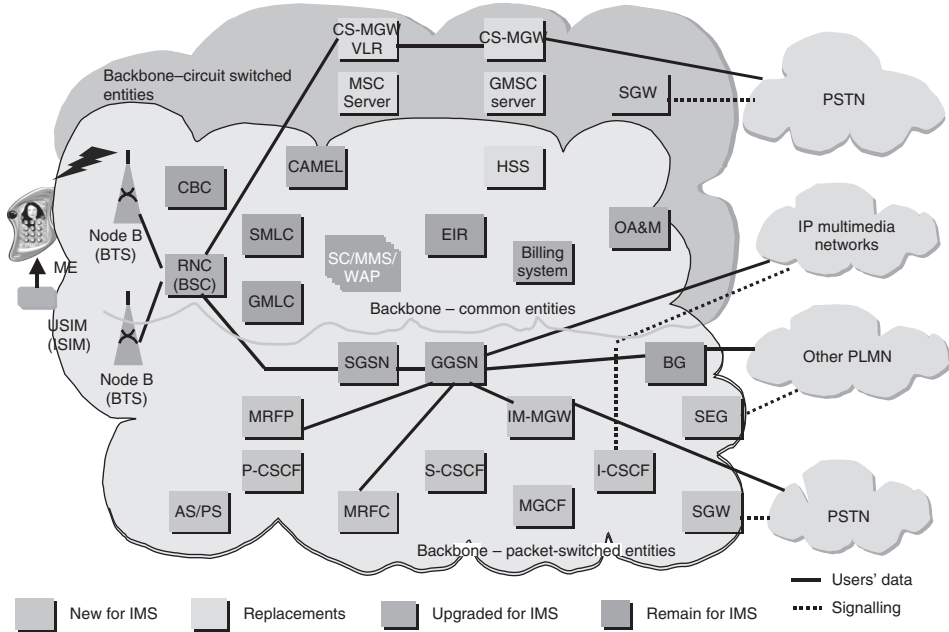 CS-MGW
VLR
CS-MGW
Backbone–circuit switched
entities
MSC
Server
GMSC
server
SGW
PSTN
CAMEL
HSS
CBC
Node B
(BTS)
SMLC
SC/MMS/
WAP
EIR
OA&M
IP multimedia
networks
ME
RNC
(BSC)
Billing
system
GMLC
Backbone – common entities
USIM
(ISIM)
Node B
(BTS)
SGSN
GGSN
BG
Other PLMN
MRFP
IM-MGW
SEG
P-CSCF
S-CSCF
I-CSCF
AS/PS
MRFC
MGCF
SGW
PSTN
Backbone – packet-switched entities
Users' data
Signalling
New for IMS
Replacements
Upgraded for IMS
Remain for IMS